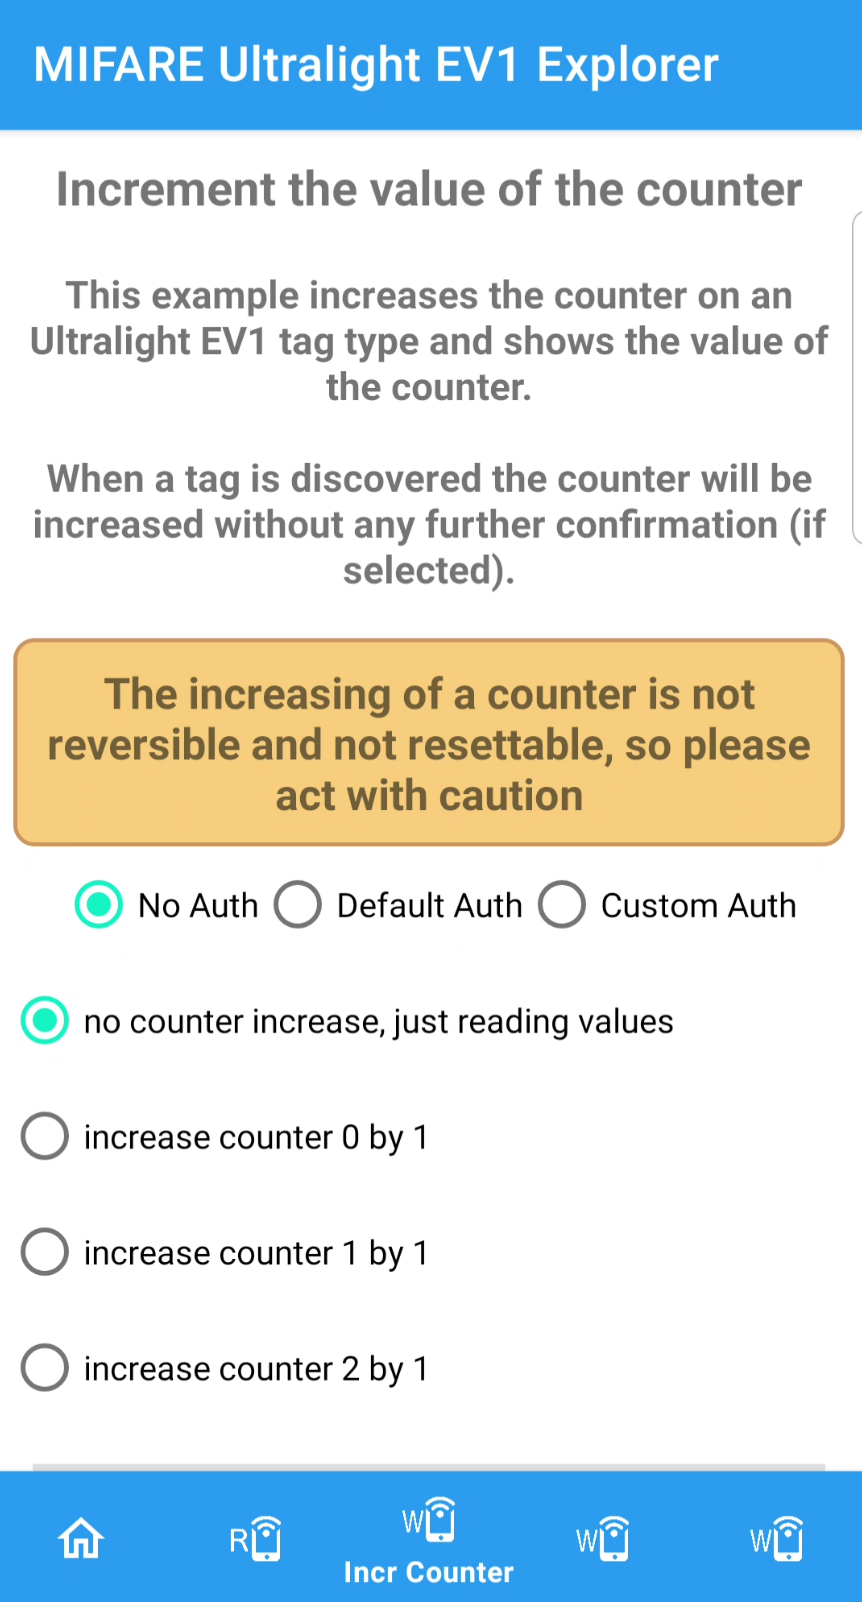 MIFARE Ultralight EV1 Explorer
Increment the value of the counter
This example increases the counter on an
Ultralight EV1 tag type and shows the value of
the counter.
When a tag is discovered the counter will be
increased without any further confirmation (if
selected).
The increasing of a counter is not
reversible and not resettable, so please
act with caution
No Auth Default Auth Custom Auth
no counter increase, just reading values
increase counter 0 by 1
increase counter 1 by 1
increase counter 2 by 1
R W W W
Incr Counter